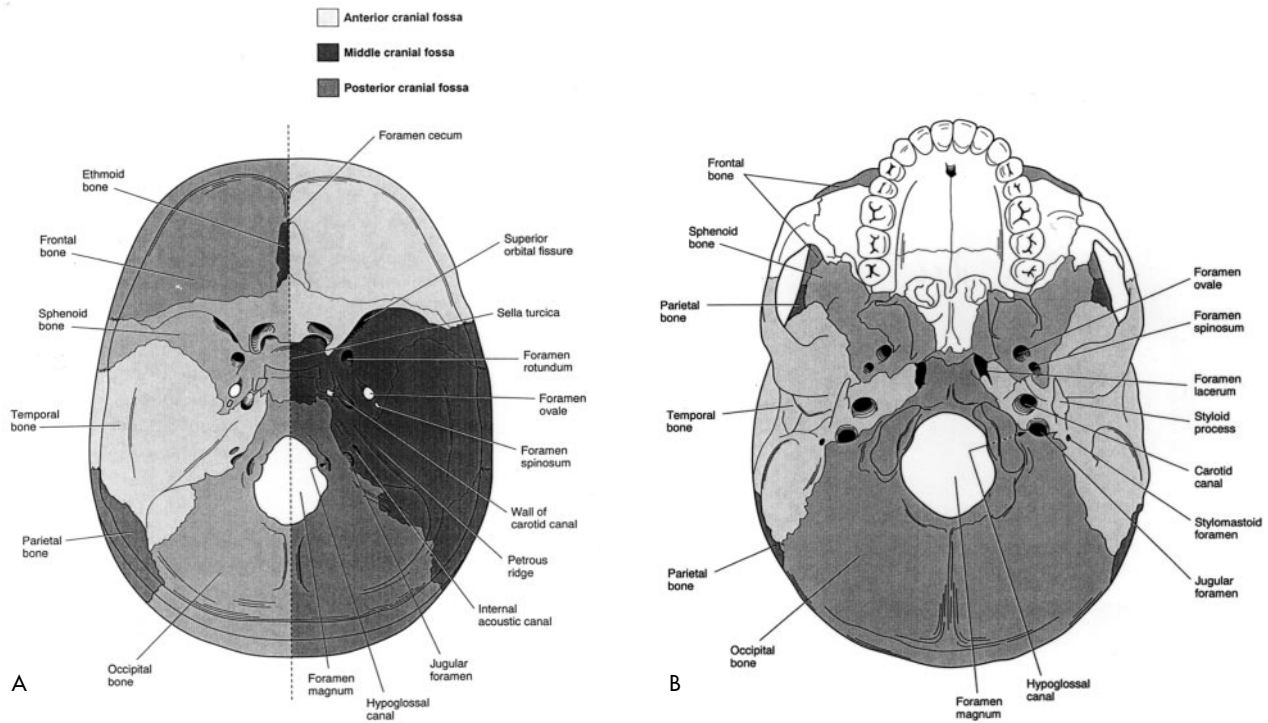 Anterior cranial fossa
Middle cranial fossa
Posterior cranial fossa
Foramen cecum
Ethmoid
bone
Frontal
bone
Superior
orbital fissure
Sphenoid
bone
Sella turcica
Foramen
rotundum
Foramen
ovale
Temporal
bone
Foramen
spinosum
Wall of
carotid canal
Parietal
bone
Petrous
ridge
Internal
acoustic canal
Occipital
bone
Foramen
magnum
Hypoglossal
canal
Jugular
foramen
A
Frontal
bone
Sphenoid
bone
Parietal
bone
Foramen
ovale
Foramen
spinosum
Foramen
lacerum
Temporal
bone
Styloid
process
Carotid
canal
Stylomastoid
foramen
Parietal
bone
Jugular
foramen
Occipital
bone
Foramen
magnum
Hypoglossal
canal
B